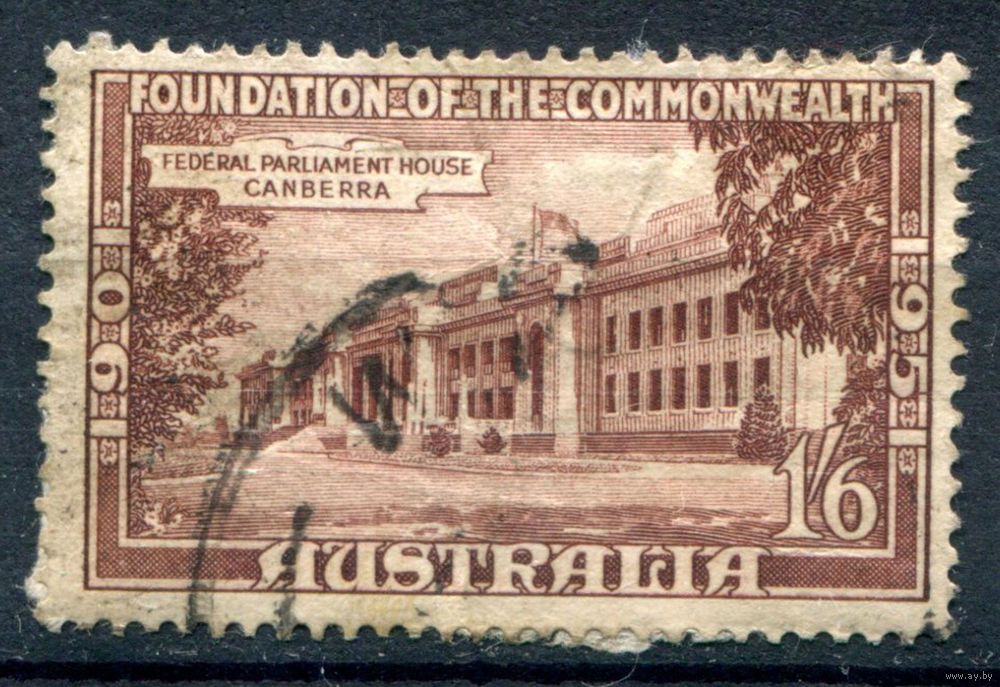 FOUNDATION OF THE COMMONWEALTH
FEDERAL PARLIAMENT HOUSE
CANBERRA
1901
1951
1/6
AUSTRALIA
www.ay.by